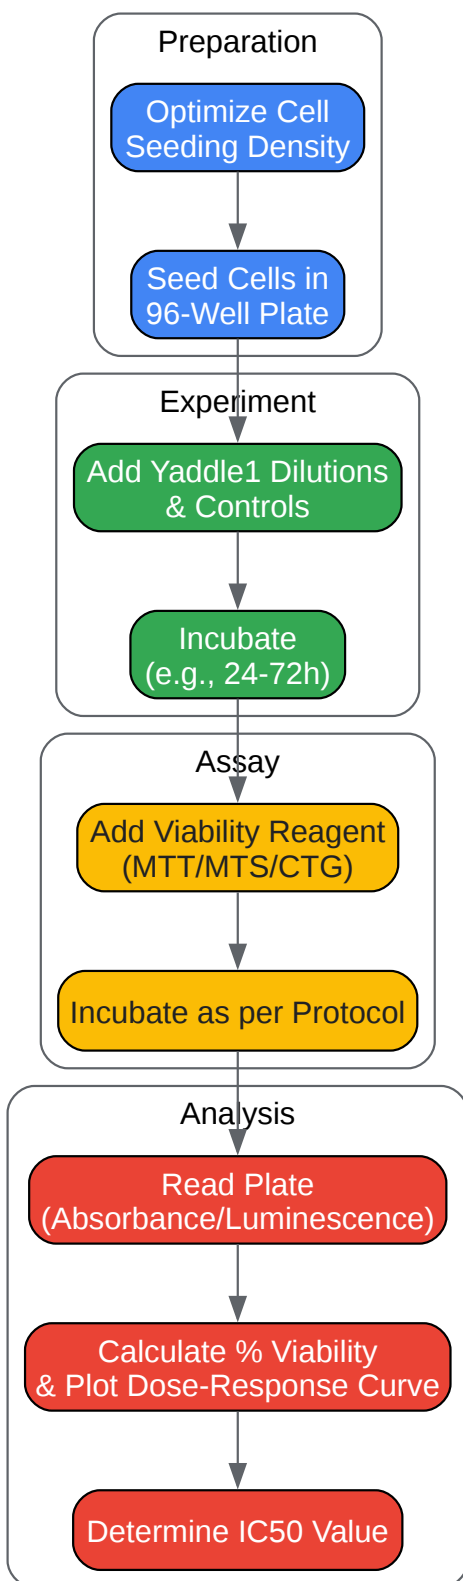 Preparation
Optimize Cell
Seeding Density
Seed Cells in
96-Well Plate
Experiment
Add Yaddle1 Dilutions
& Controls
Incubate
(e.g., 24-72h)
Assay
Add Viability Reagent
(MTT/MTS/CTG)
Incubate as per Protocol
Analysis
Read Plate
(Absorbance/Luminescence)
Calculate % Viability
& Plot Dose-Response Curve
Determine IC50 Value